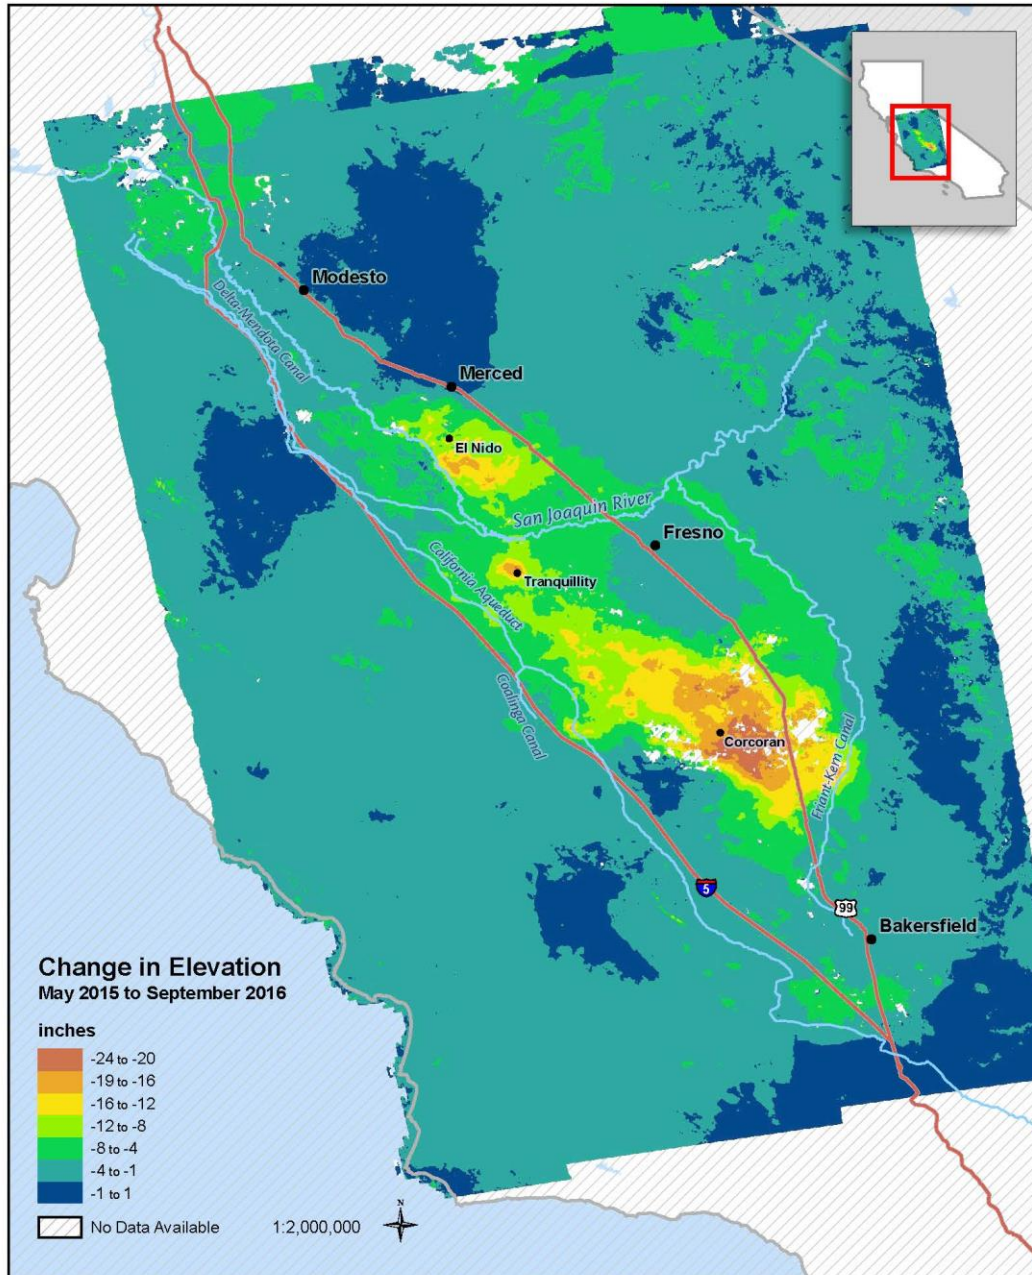 Modesto
Delta-Mendota Canal
Merced
El Nido
San Joaquin River
Fresno
California Aqueduct
Tranquillity
Coalinga Canal
Corcoran
Friant-Kern Canal
5
99
Bakersfield
Change in Elevation
May 2015 to September 2016
inches
-24 to -20
-19 to -16
-16 to -12
-12 to -8
-8 to -4
-4 to -1
-1 to 1
No Data Available
1:2,000,000
N